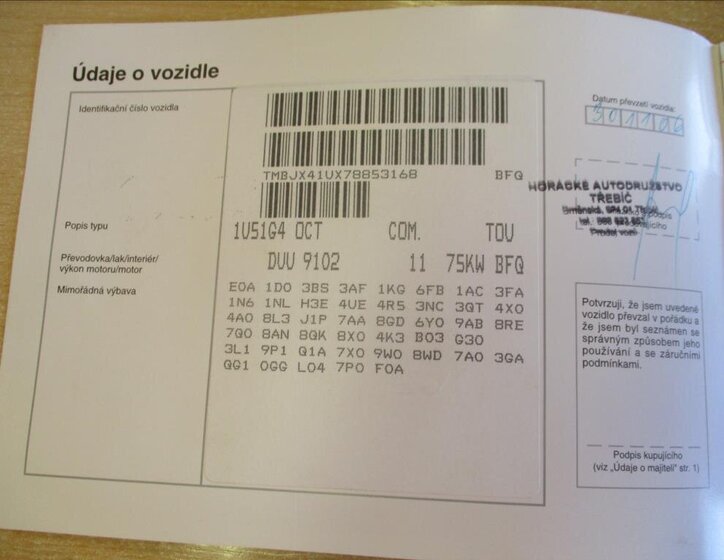 Údaje o vozidle
Identifikační číslo vozidla
TMBJX41UX78853168 BFQ
Popis typu
1U51G4 OCT COM. TOU
Převodovka/lak/interiér/
výkon motoru/motor
DUU 9102 11 75KW BFQ
Mimořádná výbava
E0A 1D0 3BS 3AF 1KG 6FB 1AC 3FA
1N6 1NL H3E 4UE 4R5 3NC 3QT 4X0
4A0 8L3 J1P 7AA 8GD 6Y0 9AB 8RE
7Q0 8AN 8QK 8X0 4K3 B03 G30
3L1 9P1 Q1A 7X0 9W0 8WD 7A0 3GA
QG1 0GG L04 7P0 F0A
Datum převzetí vozidla:
HORÁCKÉ AUTODRUŽSTVO
TŘEBÍČ
Potvrzuji, že jsem uvedené
vozidlo převzal v pořádku a
že jsem byl seznámen se
správným způsobem jeho
používání a se záručními
podmínkami.
Podpis kupujícího
(viz „Údaje o majiteli" str. 1)